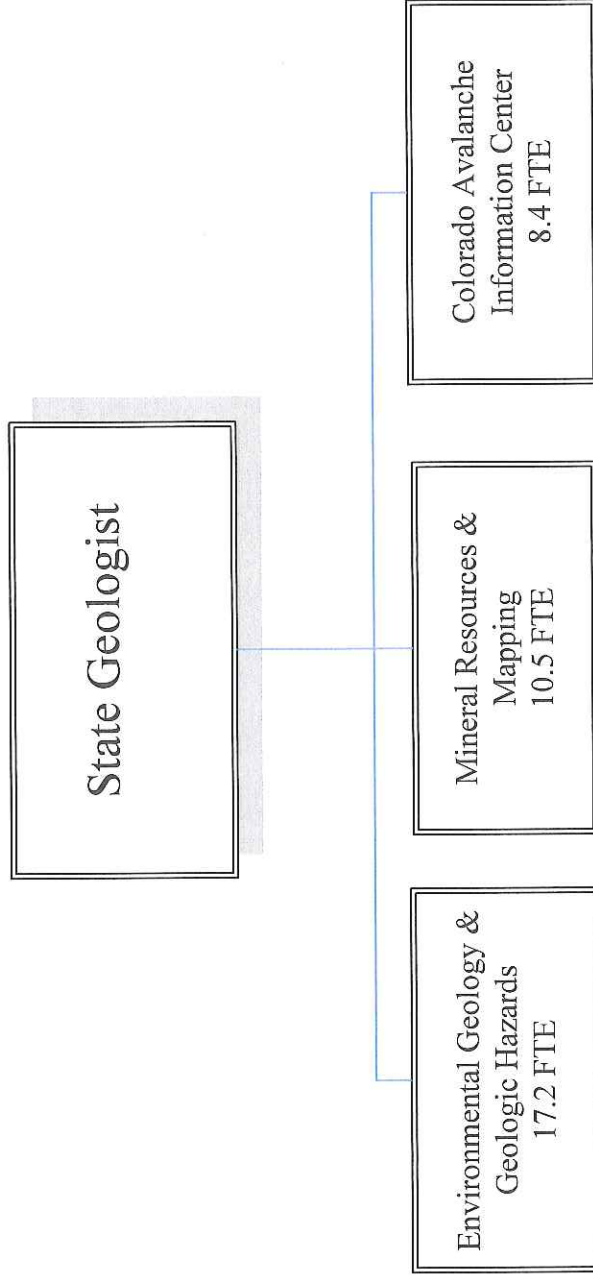 State Geologist
Environmental Geology &
Geologic Hazards
17.2 FTE
Mineral Resources &
Mapping
10.5 FTE
Colorado Avalanche
Information Center
8.4 FTE